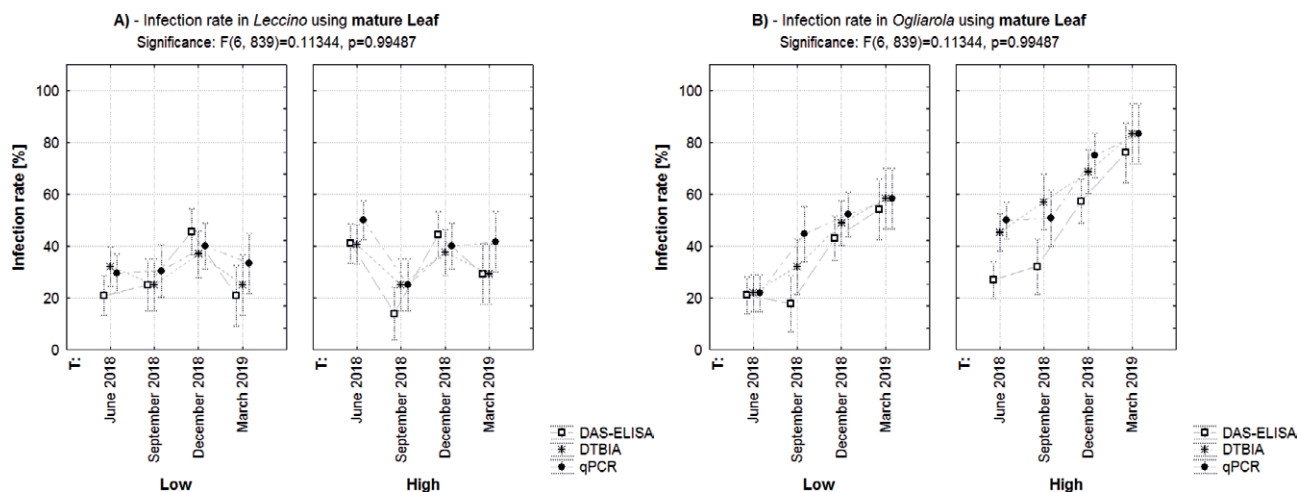 A) - Infection rate in Leccino using mature Leaf
Significance: F(6, 839)=0.11344, p=0.99487
Infection rate [%]
100
80
60
40
20
0
T:
June 2018
September 2018
December 2018
March 2019
Low
June 2018
September 2018
December 2018
March 2019
High
DAS-ELISA
DTBIA
qPCR
B) - Infection rate in Ogliarola using mature Leaf
Significance: F(6, 839)=0.11344, p=0.99487
Infection rate [%]
100
80
60
40
20
0
T:
June 2018
September 2018
December 2018
March 2019
Low
June 2018
September 2018
December 2018
March 2019
High
DAS-ELISA
DTBIA
qPCR